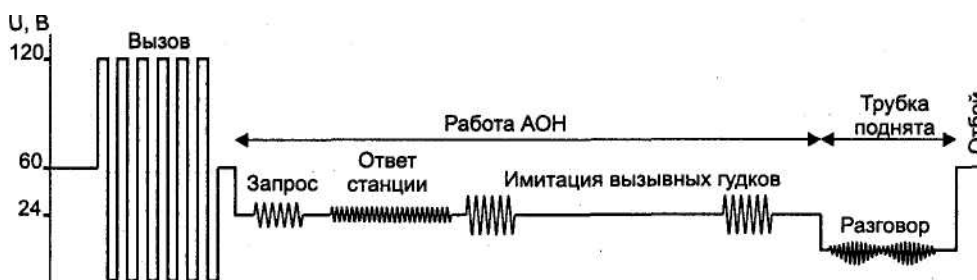 U, В
120
60
24
Вызов
Работа АОН
Трубка
поднята
Отбой
Запрос
Ответ
станции
Имитация вызывных гудков
Разговор